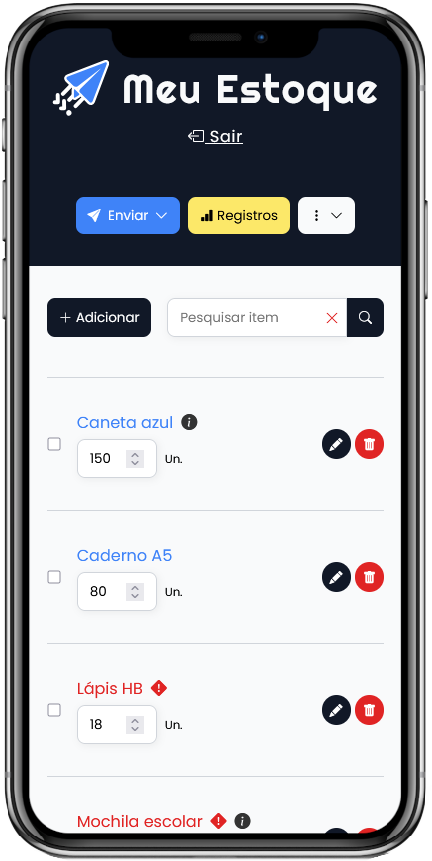 Meu Estoque
Sair
Enviar
Registros
Adicionar
Pesquisar item
Caneta azul
150 Un.
Caderno A5
80 Un.
Lápis HB
18 Un.
Mochila escolar